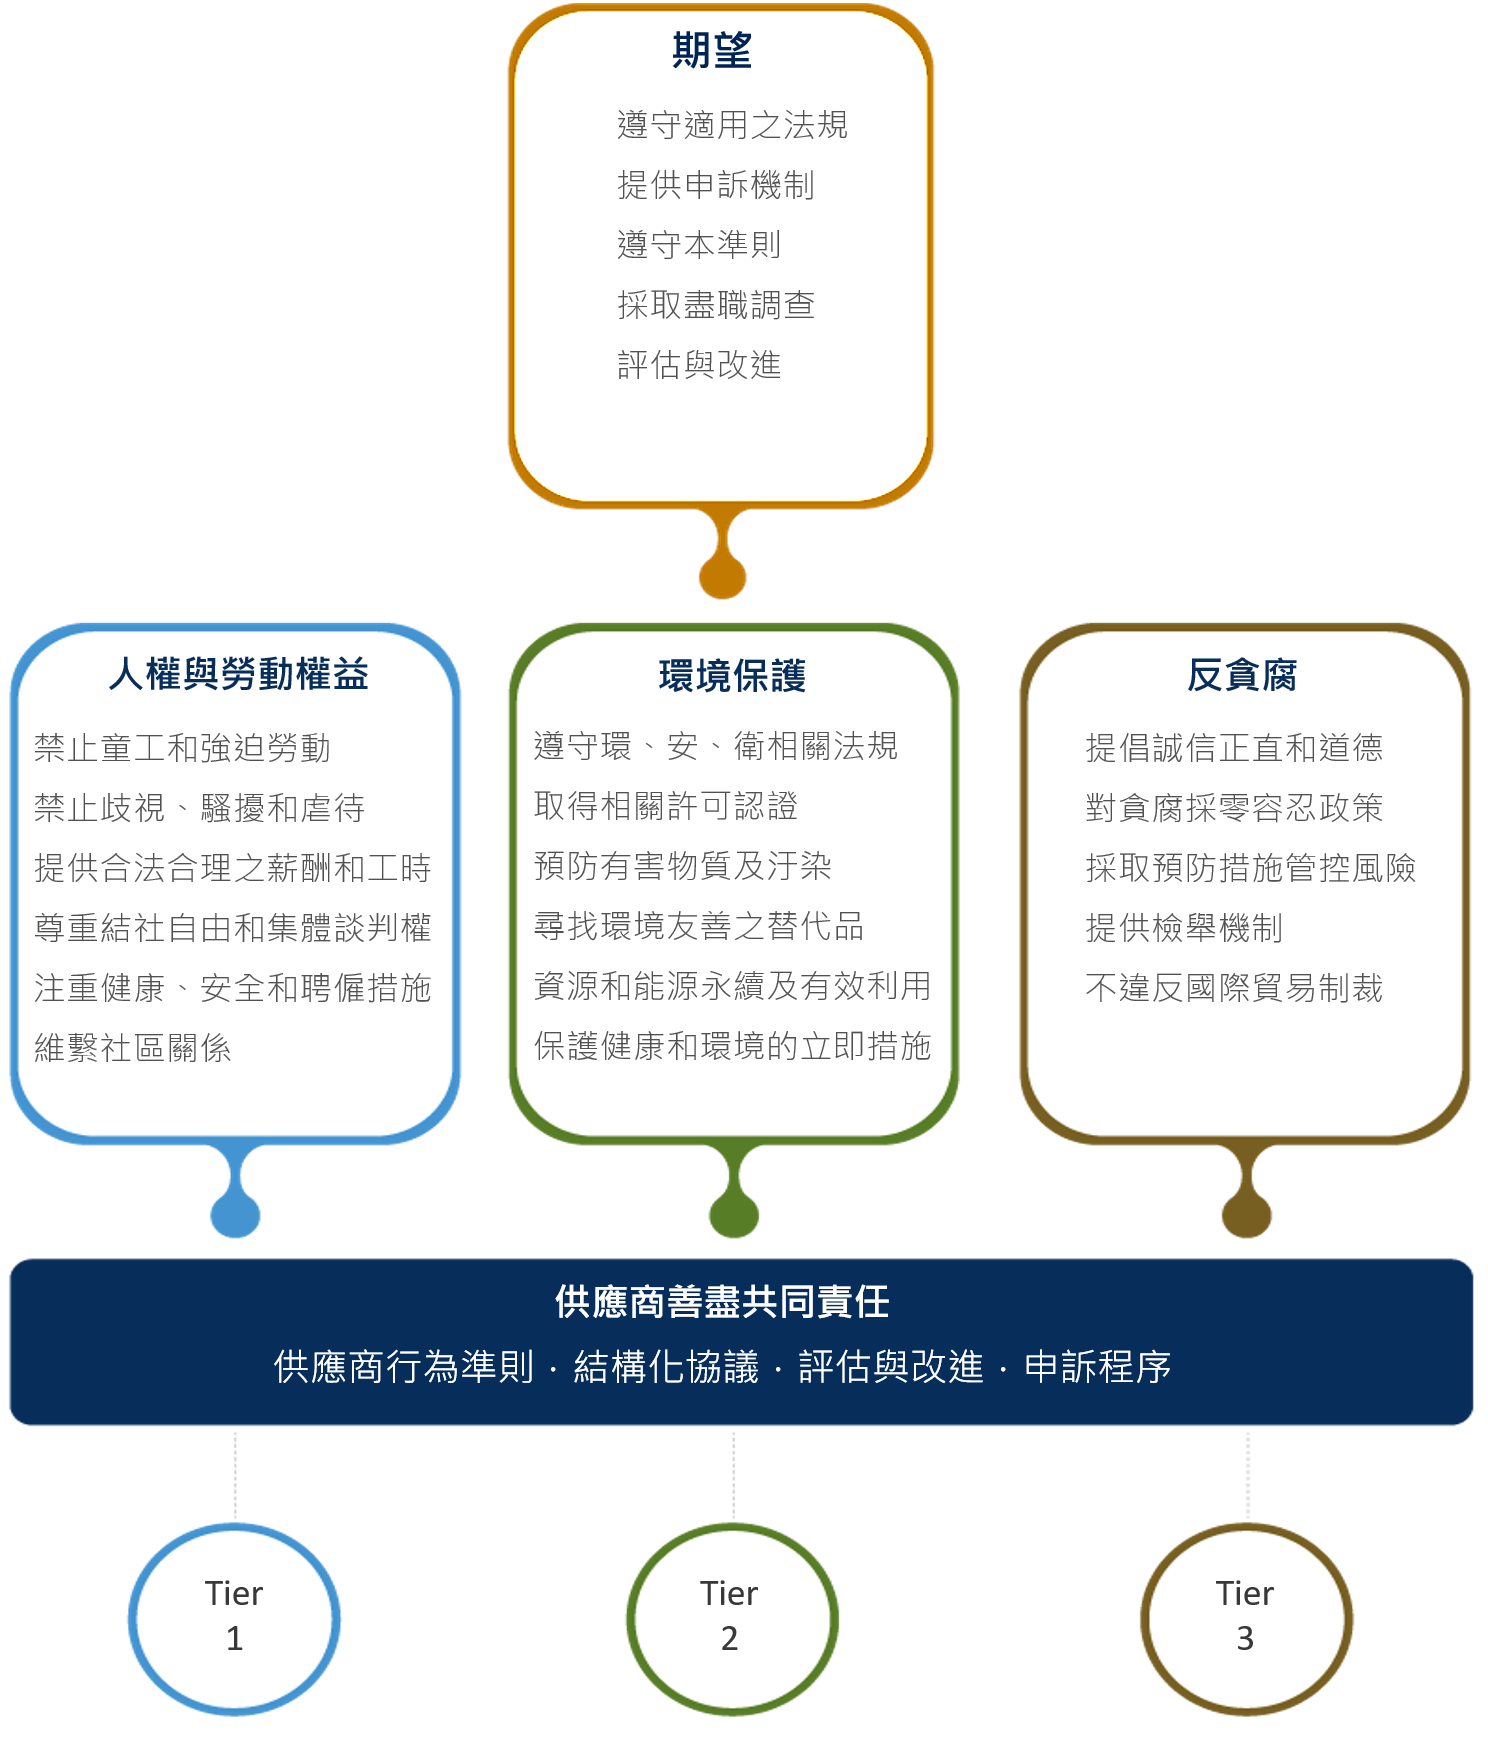 期望
遵守適用之法規
提供申訴機制
遵守本準則
採取盡職調查
評估與改進
人權與勞動權益
禁止童工和強迫勞動
禁止歧視、騷擾和虐待
提供合法合理之薪酬和工時
尊重結社自由和集體談判權
注重健康、安全和聘僱措施
維繫社區關係
環境保護
遵守環、安、衛相關法規
取得相關許可認證
預防有害物質及汙染
尋找環境友善之替代品
資源和能源永續及有效利用
保護健康和環境的立即措施
反貪腐
提倡誠信正直和道德
對貪腐採零容忍政策
採取預防措施管控風險
提供檢舉機制
不違反國際貿易制裁
供應商善盡共同責任
供應商行為準則．結構化協議．評估與改進．申訴程序
Tier
1
Tier
2
Tier
3